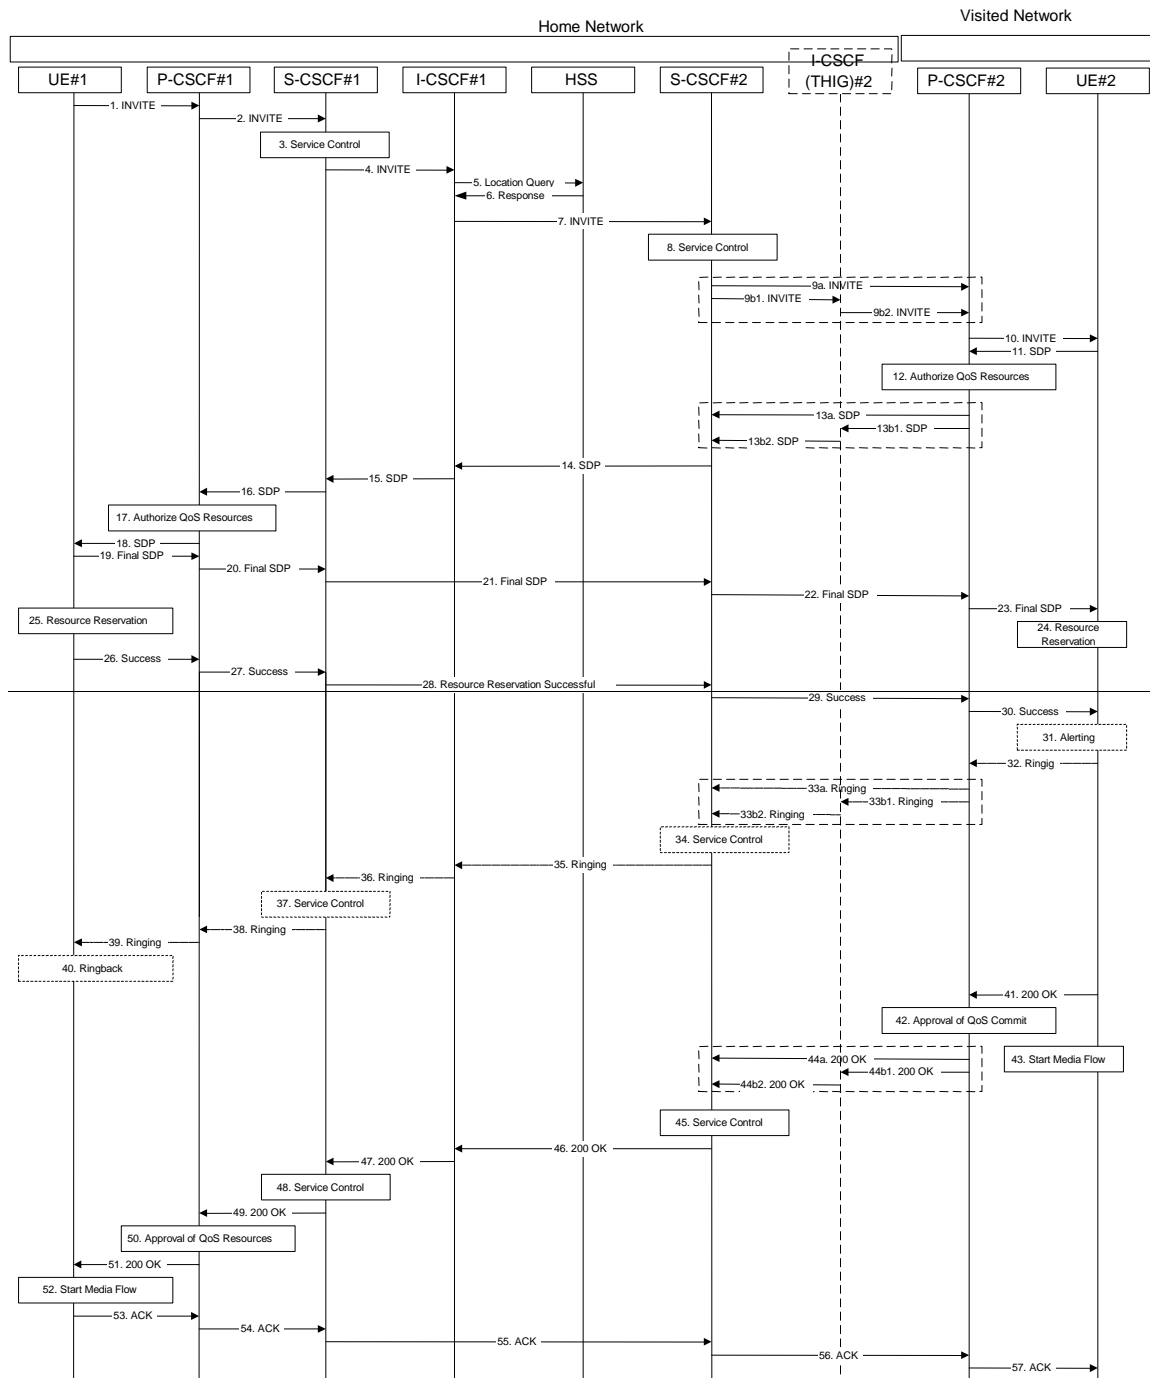 Home Network
Visited Network
UE#1
P-CSCF#1
S-CSCF#1
I-CSCF#1
HSS
S-CSCF#2
I-CSCF
(THIG)#2
P-CSCF#2
UE#2
1. INVITE
2. INVITE
3. Service Control
4. INVITE
5. Location Query
6. Response
7. INVITE
8. Service Control
9a. INVITE
9b1. INVITE
9b2. INVITE
10. INVITE
11. SDP
12. Authorize QoS Resources
13a. SDP
13b1. SDP
13b2. SDP
14. SDP
15. SDP
16. SDP
17. Authorize QoS Resources
18. SDP
19. Final SDP
20. Final SDP
21. Final SDP
22. Final SDP
23. Final SDP
25. Resource Reservation
24. Resource
Reservation
26. Success
27. Success
28. Resource Reservation Successful
29. Success
30. Success
31. Alerting
32. Ringig
33a. Ringing
33b1. Ringing
33b2. Ringing
34. Service Control
35. Ringing
36. Ringing
37. Service Control
38. Ringing
39. Ringing
40. Ringback
41. 200 OK
42. Approval of QoS Commit
44a. 200 OK
43. Start Media Flow
44b1. 200 OK
44b2. 200 OK
45. Service Control
46. 200 OK
47. 200 OK
48. Service Control
49. 200 OK
50. Approval of QoS Resources
51. 200 OK
52. Start Media Flow
53. ACK
54. ACK
55. ACK
56. ACK
57. ACK